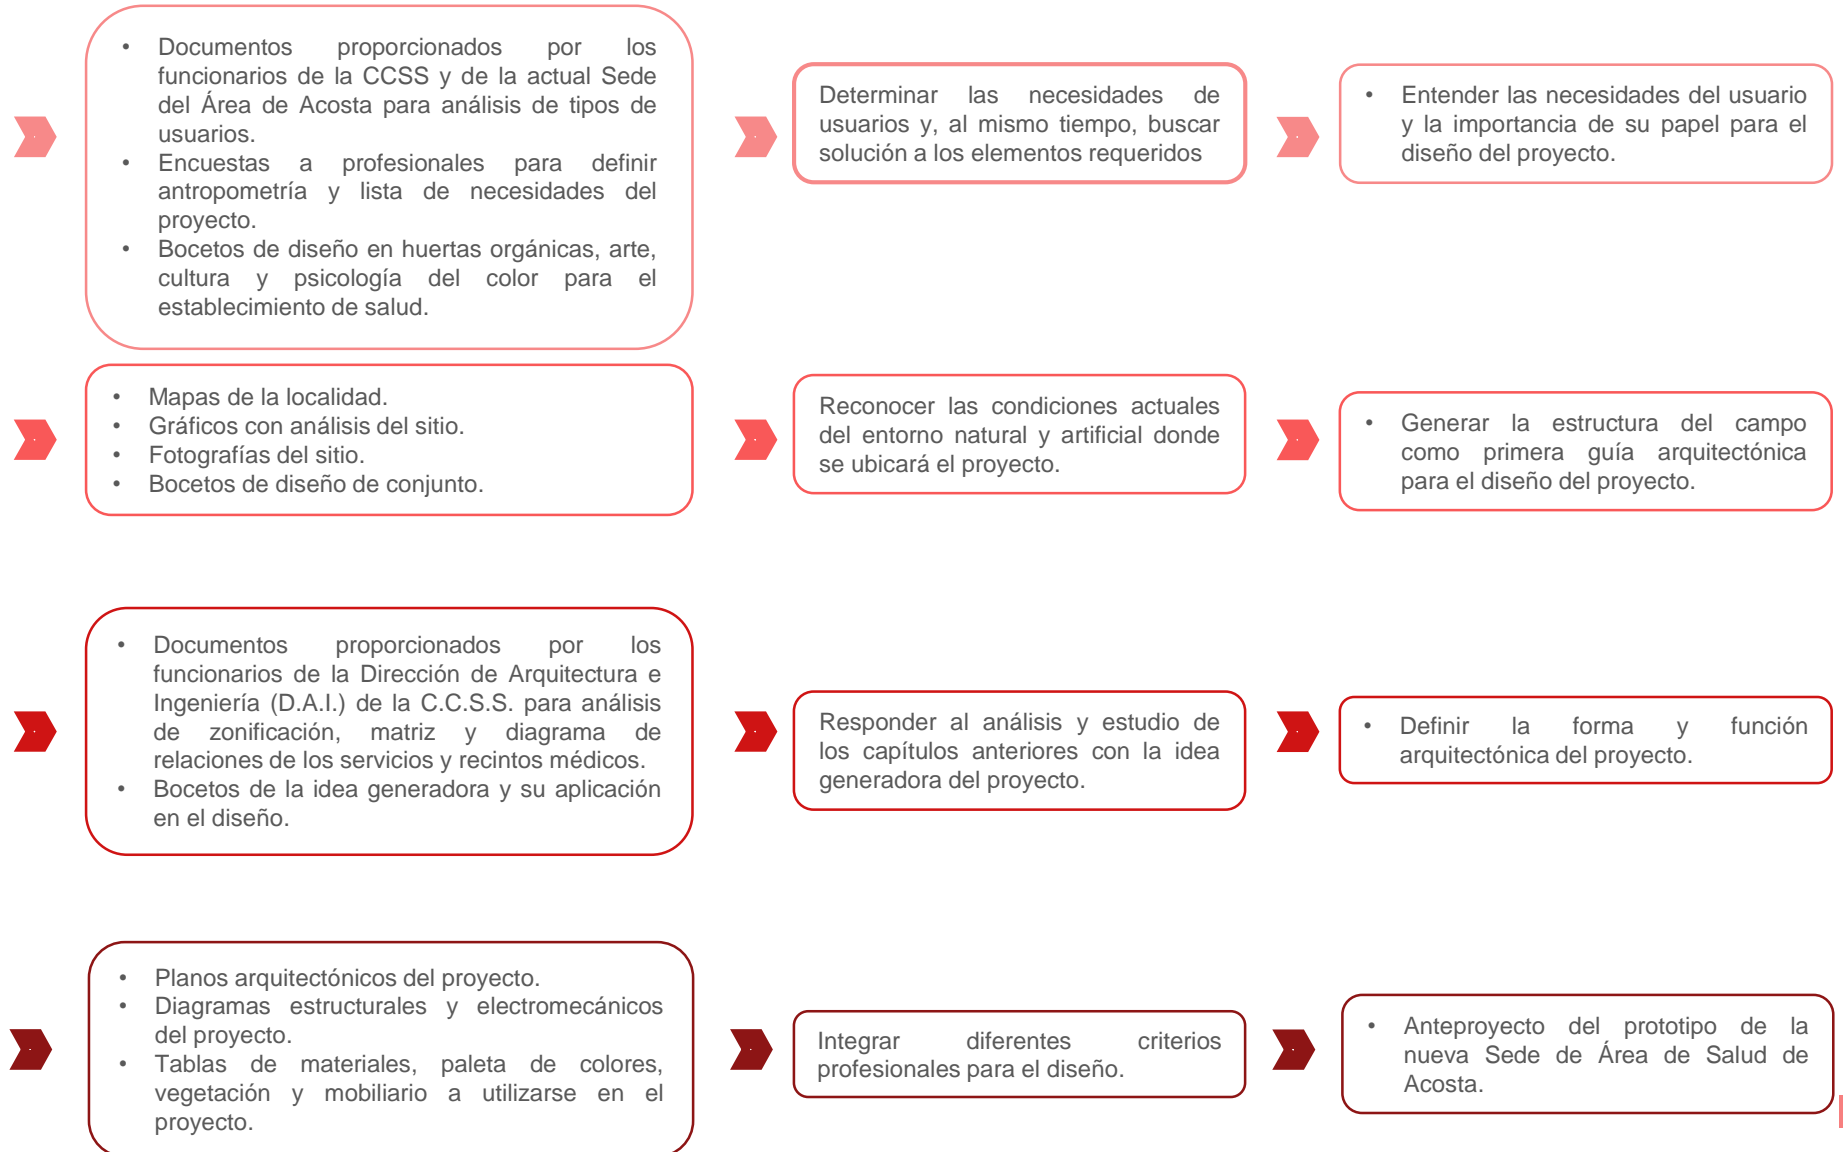 • Documentos proporcionados por los
funcionarios de la CCSS y de la actual Sede
del Área de Acosta para análisis de tipos de
usuarios.
• Encuestas a profesionales para definir
antropometría y lista de necesidades del
proyecto.
• Bocetos de diseño en huertas orgánicas, arte,
cultura y psicología del color para el
establecimiento de salud.
Determinar las necesidades de
usuarios y, al mismo tiempo, buscar
solución a los elementos requeridos
• Entender las necesidades del usuario
y la importancia de su papel para el
diseño del proyecto.
• Mapas de la localidad.
• Gráficos con análisis del sitio.
• Fotografías del sitio.
• Bocetos de diseño de conjunto.
Reconocer las condiciones actuales
del entorno natural y artificial donde
se ubicará el proyecto.
• Generar la estructura del campo
como primera guía arquitectónica
para el diseño del proyecto.
• Documentos proporcionados por los
funcionarios de la Dirección de Arquitectura e
Ingeniería (D.A.I.) de la C.C.S.S. para análisis
de zonificación, matriz y diagrama de
relaciones de los servicios y recintos médicos.
• Bocetos de la idea generadora y su aplicación
en el diseño.
Responder al análisis y estudio de
los capítulos anteriores con la idea
generadora del proyecto.
• Definir la forma y función
arquitectónica del proyecto.
• Planos arquitectónicos del proyecto.
• Diagramas estructurales y electromecánicos
del proyecto.
• Tablas de materiales, paleta de colores,
vegetación y mobiliario a utilizarse en el
proyecto.
Integrar diferentes criterios
profesionales para el diseño.
• Anteproyecto del prototipo de la
nueva Sede de Área de Salud de
Acosta.